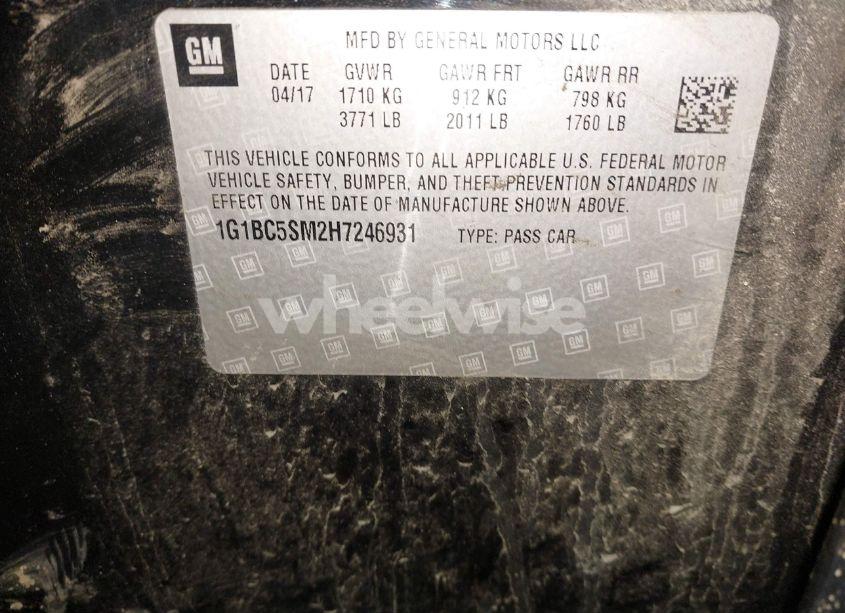 GM
MFD BY GENERAL MOTORS LLC
DATE GVWR GAWR FRT GAWR RR
04/17 1710 KG 912 KG 798 KG
3771 LB 2011 LB 1760 LB
THIS VEHICLE CONFORMS TO ALL APPLICABLE U.S. FEDERAL MOTOR
VEHICLE SAFETY, BUMPER, AND THEFT PREVENTION STANDARDS IN
EFFECT ON THE DATE OF MANUFACTURE SHOWN ABOVE.
1G1BC5SM2H7246931 TYPE: PASS CAR
wheelwise